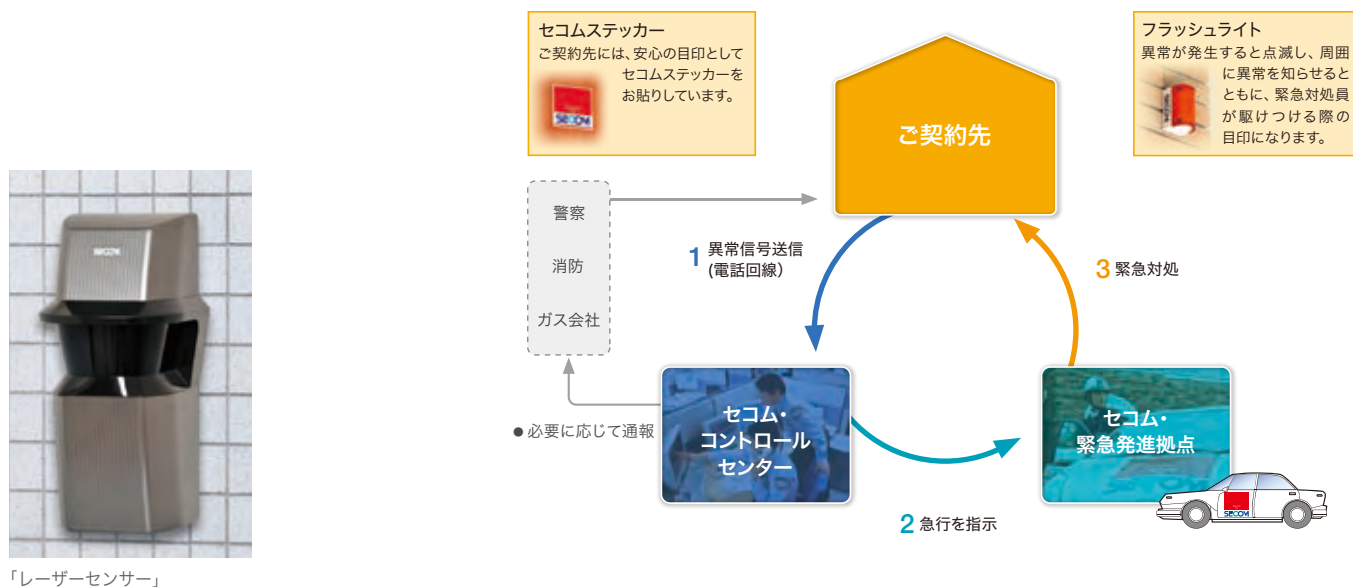 セコムステッカー
ご契約先には、安心の目印として
セコムステッカーを
お貼りしています。
SECOM
フラッシュライト
異常が発生すると点滅し、周囲
に異常を知らせると
ともに、緊急対処員
が駆けつける際の
目印になります。
ご契約先
警察
消防
ガス会社
1 異常信号送信
(電話回線）
3 緊急対処
SECOM
セコム・
コントロール
センター
セコム・
緊急発進拠点
●必要に応じて通報
SECOM
2 急行を指示
「レーザーセンサー」